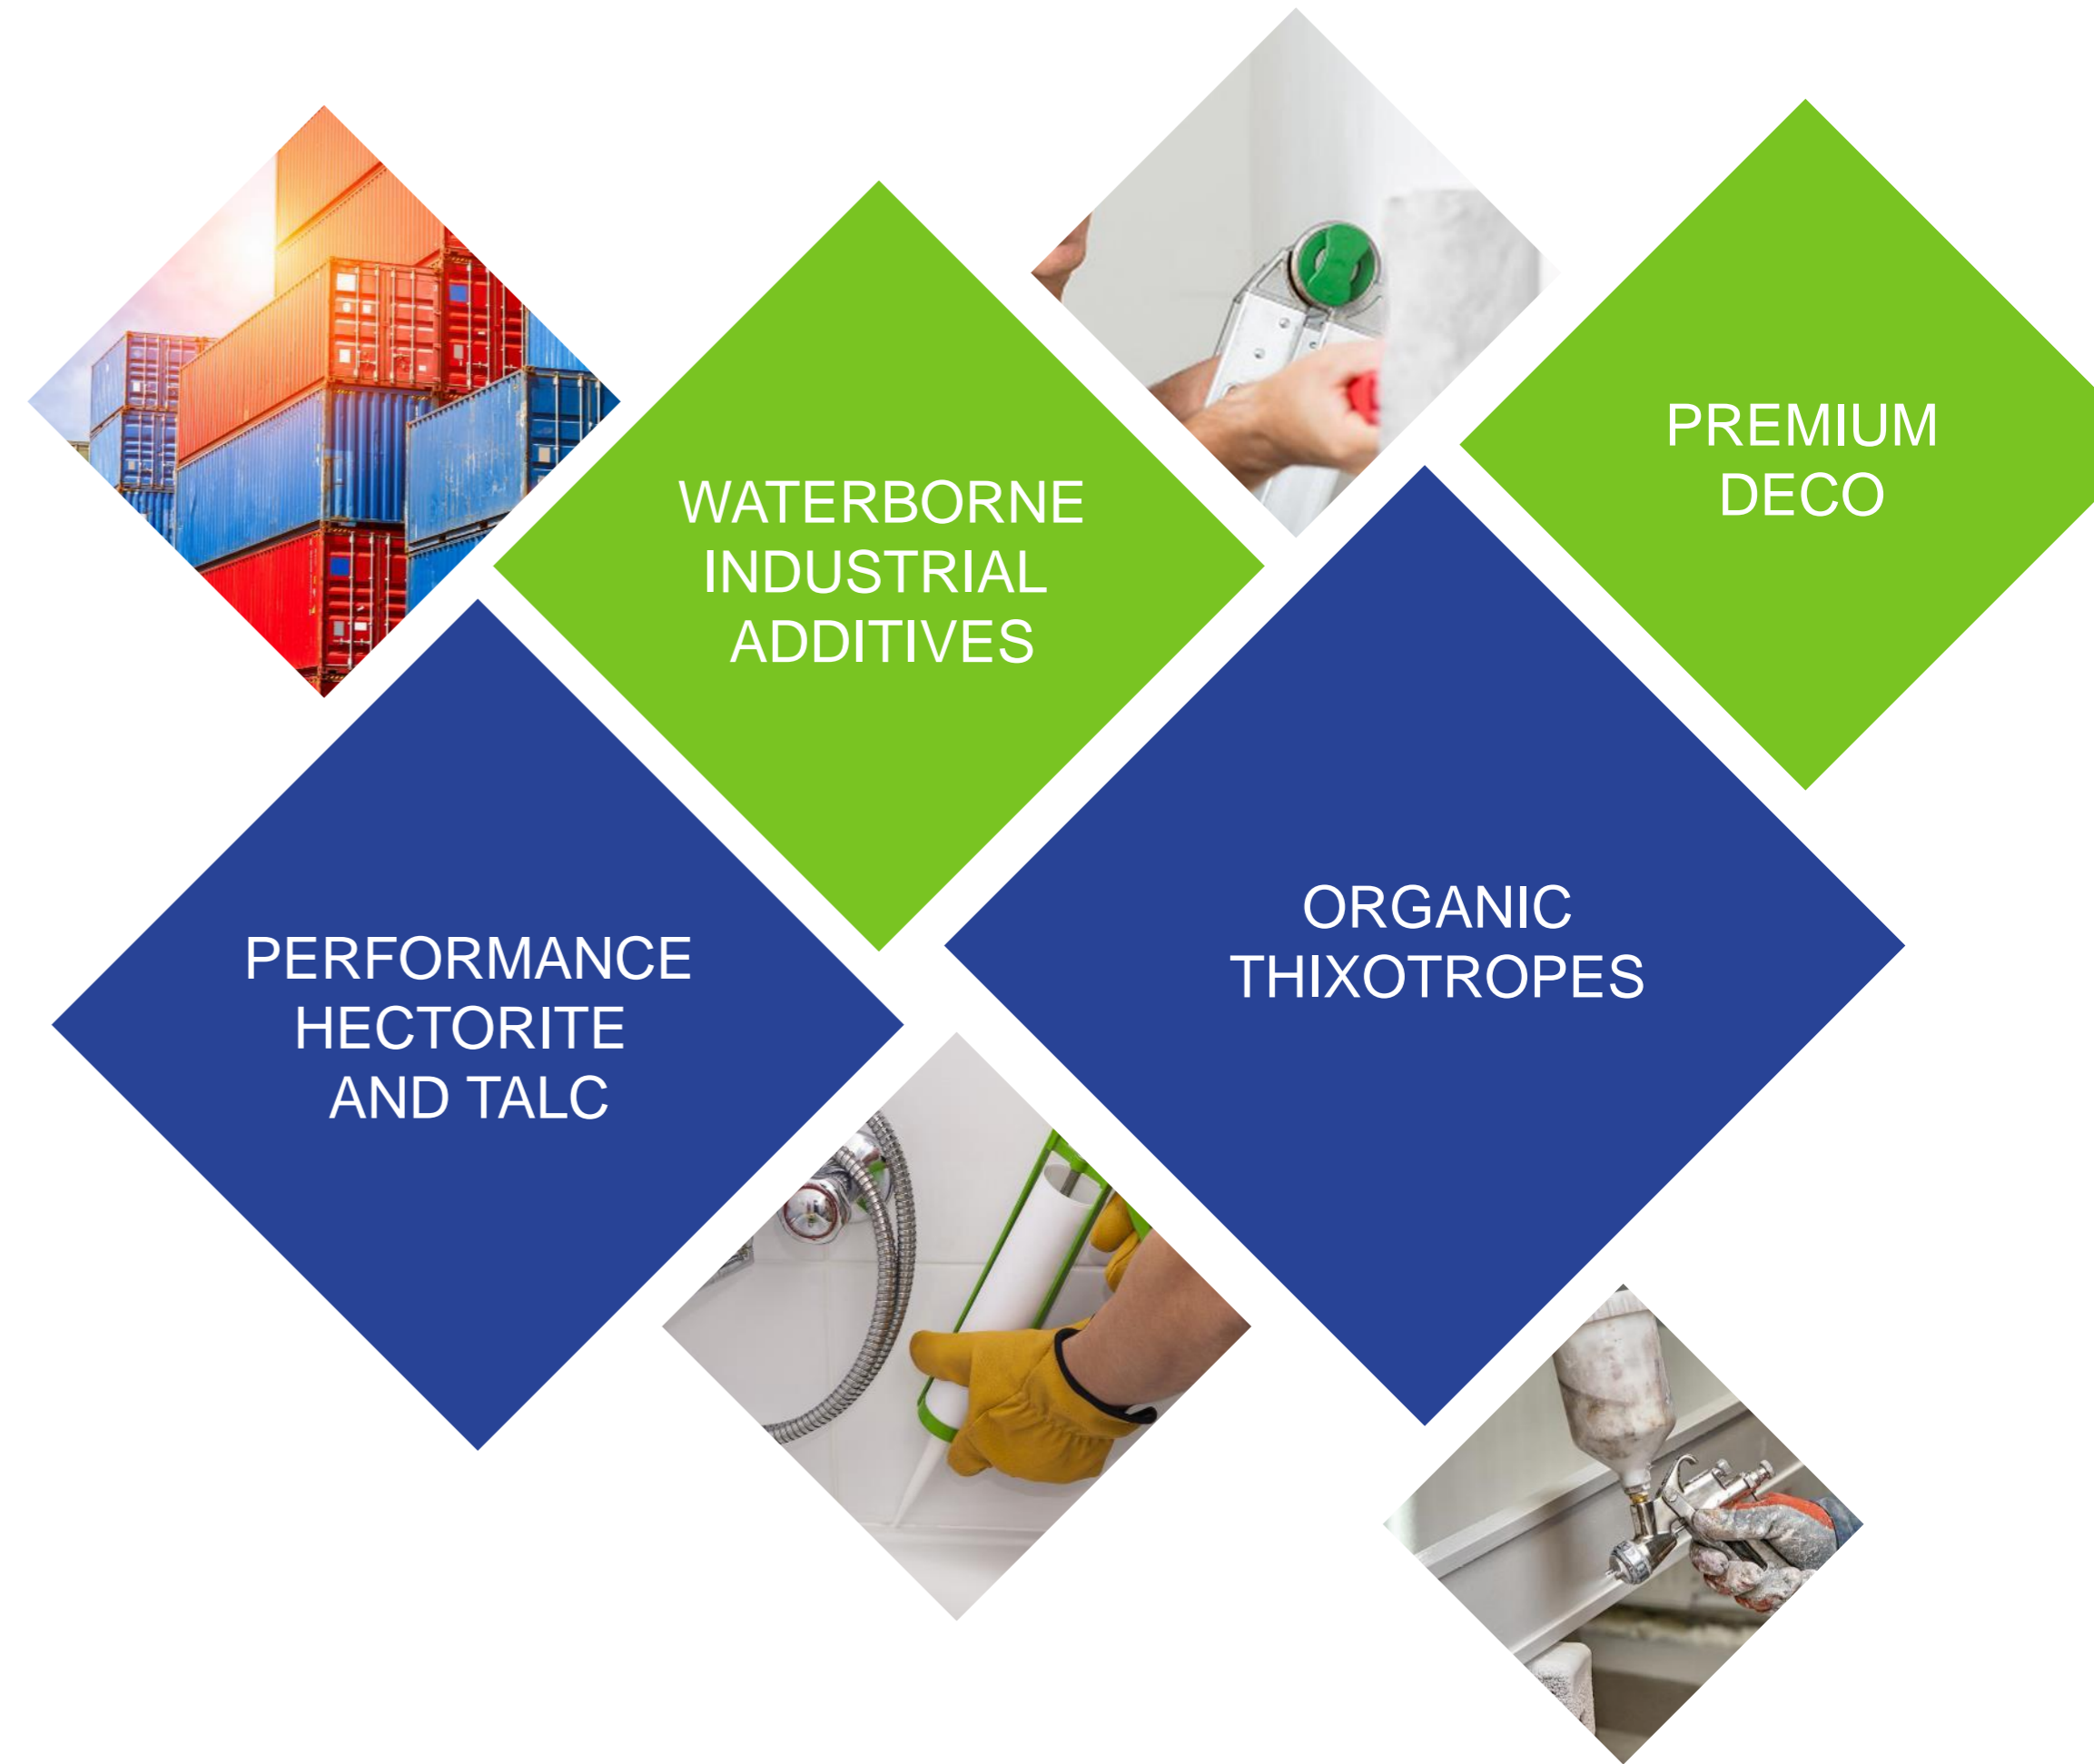 WATERBORNE
INDUSTRIAL
ADDITIVES
PREMIUM
DECO
PERFORMANCE
HECTORITE
AND TALC
ORGANIC
THIXOTROPES